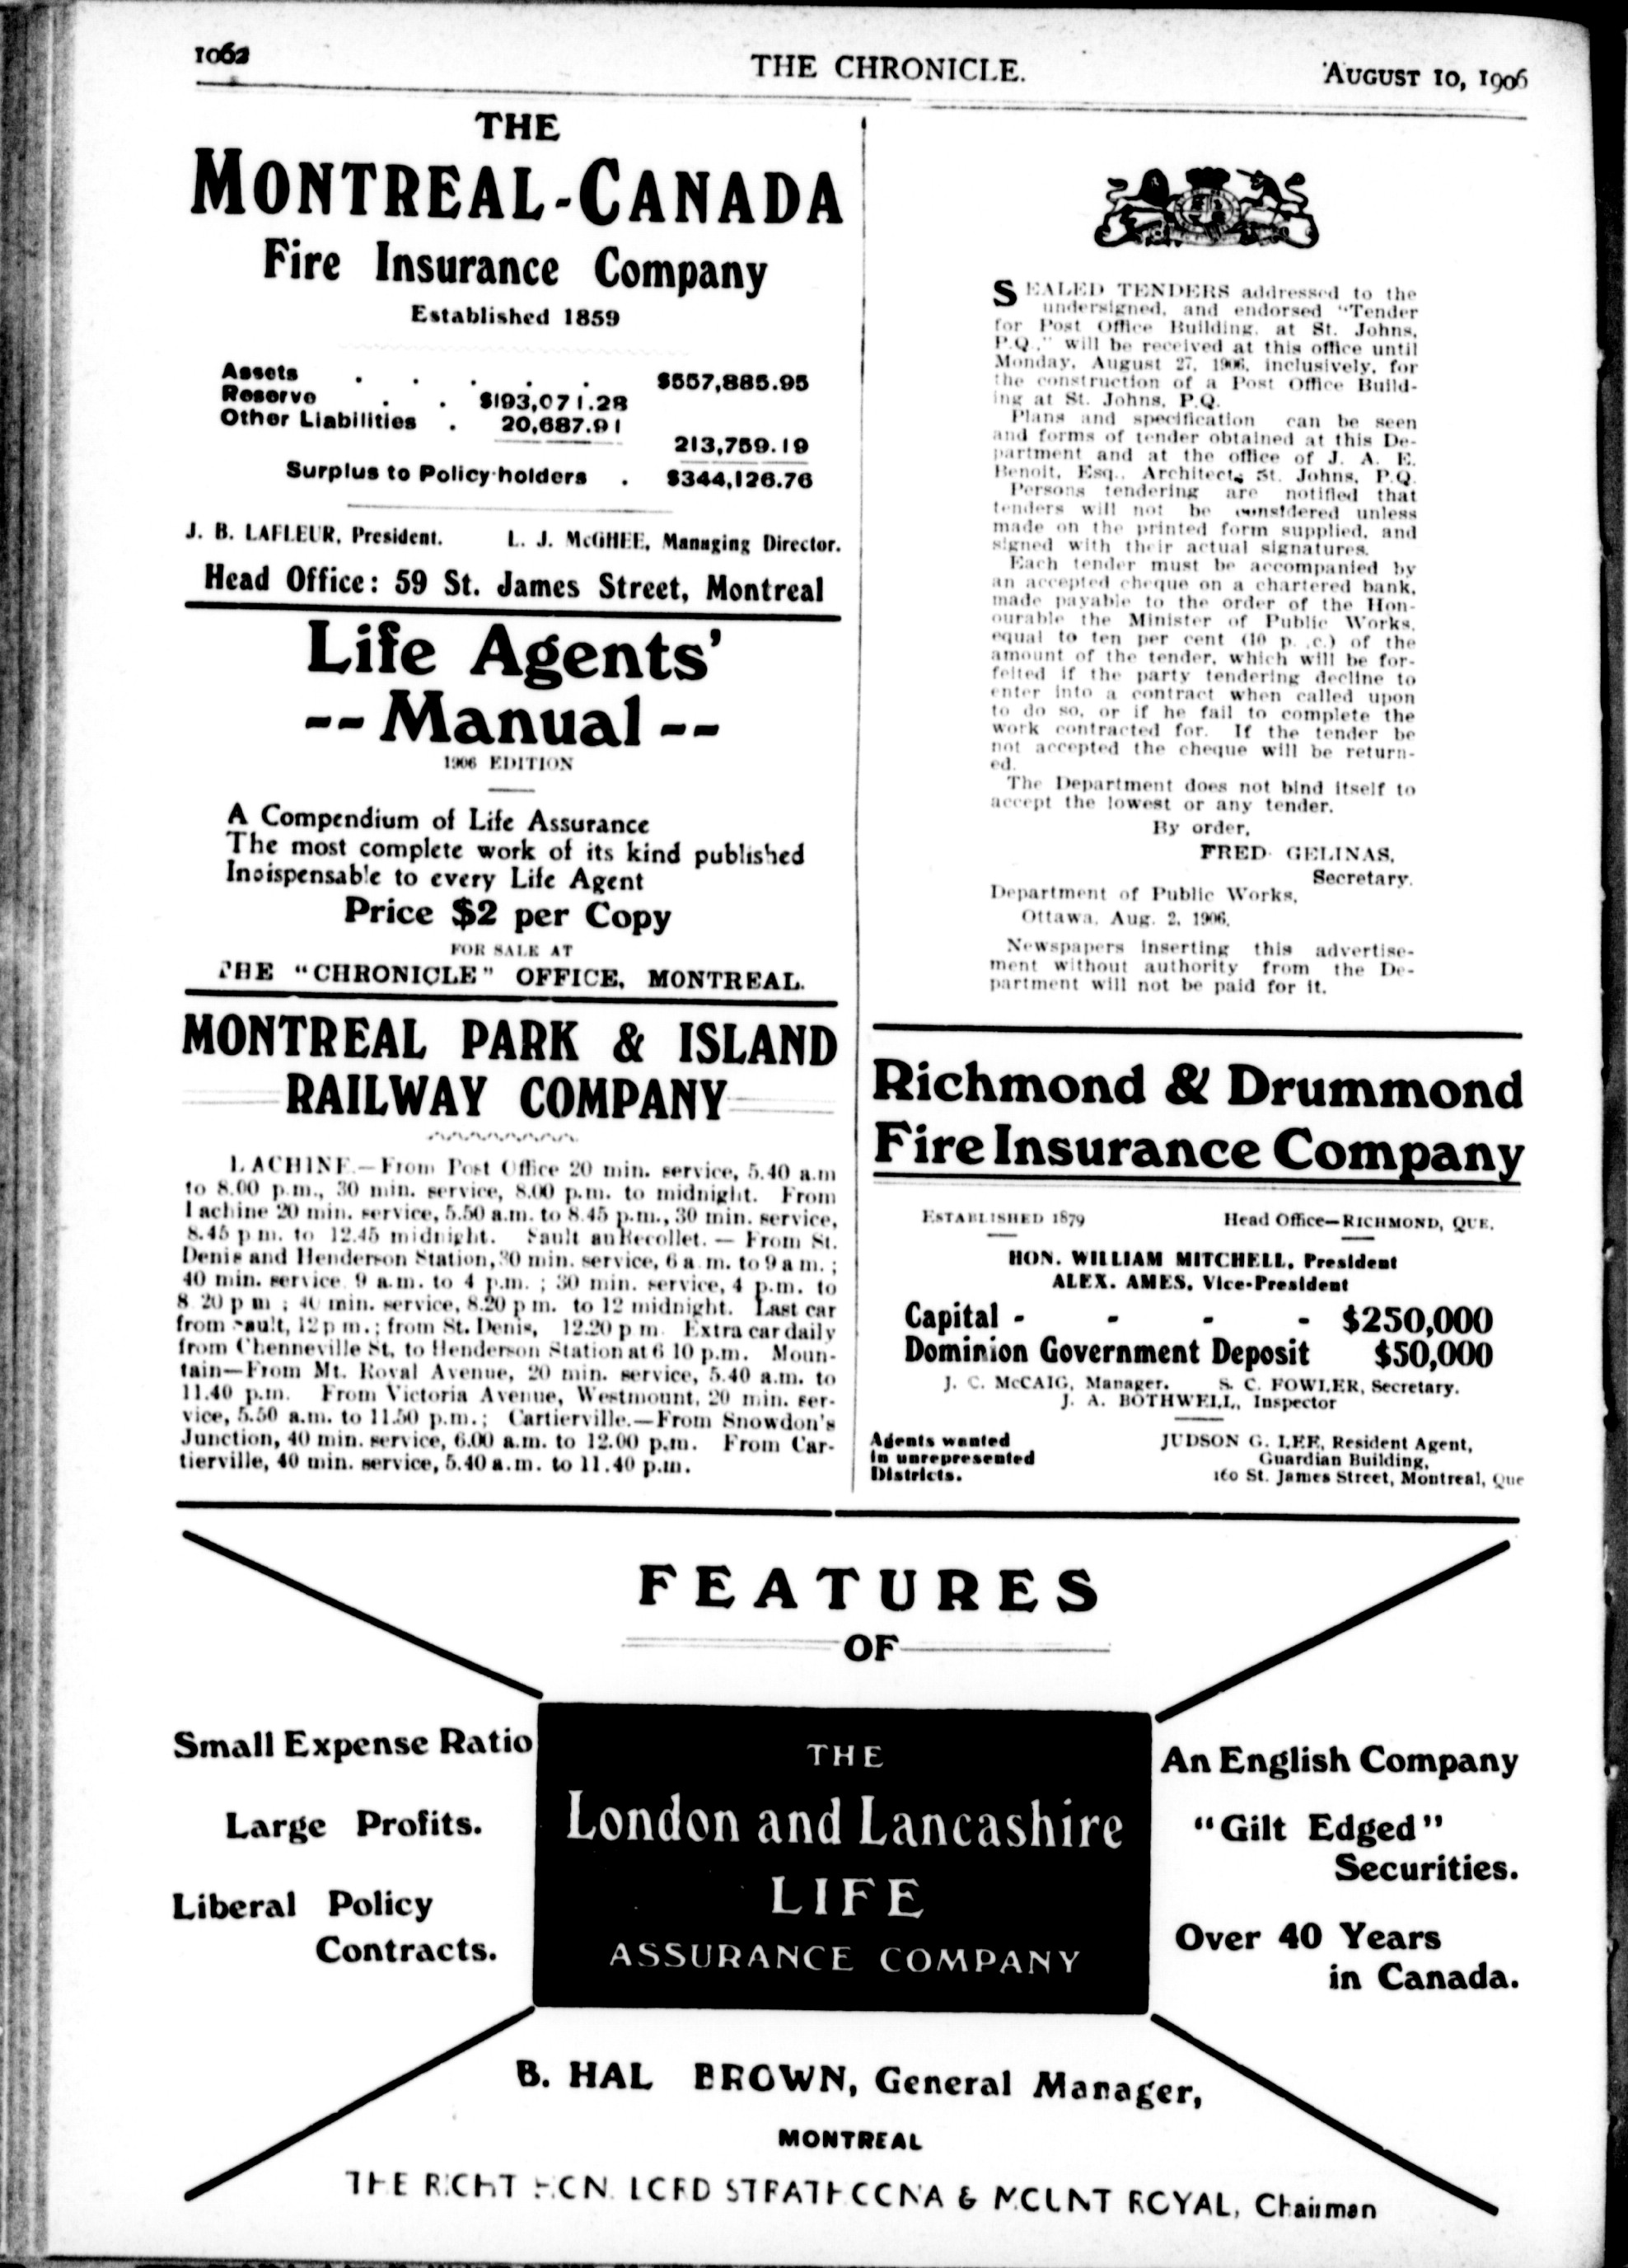 1062
THE CHRONICLE.
AUGUST 10, 1906
THE
MONTREAL-CANADA
Fire Insurance Company
Established 1859
Assets . . . . . $557,885.95
Reserve . . $193,071.28
Other Liabilities . 20,687.91
213,759.19
Surplus to Policy-holders . $344,126.76
J. B. LAFLEUR, President. L. J. McGHEE, Managing Director.
Head Office: 59 St. James Street, Montreal
Life Agents'
-- Manual --
1906 EDITION
A Compendium of Life Assurance
The most complete work of its kind published
Indispensable to every Life Agent
Price $2 per Copy
FOR SALE AT
THE "CHRONICLE" OFFICE, MONTREAL.
MONTREAL PARK & ISLAND
RAILWAY COMPANY
LACHINE.—From Post Office 20 min. service, 5.40 a.m
to 8.00 p.m., 30 min. service, 8.00 p.m. to midnight. From
Lachine 20 min. service, 5.50 a.m. to 8.45 p.m., 30 min. service,
8.45 p m. to 12.45 midnight. Sault au Recollet. — From St.
Denis and Henderson Station, 30 min. service, 6 a. m. to 9 a m. ;
40 min. service 9 a.m. to 4 p.m. ; 30 min. service, 4 p.m. to
8 20 p m ; 40 min. service, 8.20 p m. to 12 midnight. Last car
from Sault, 12 p m.; from St. Denis, 12.20 p m. Extra car daily
from Chenneville St. to Henderson Station at 6 10 p.m. Moun-
tain—From Mt. Royal Avenue, 20 min. service, 5.40 a.m. to
11.40 p.m. From Victoria Avenue, Westmount, 20 min. ser-
vice, 5.50 a.m. to 11.50 p.m.; Cartierville.—From Snowdon's
Junction, 40 min. service, 6.00 a.m. to 12.00 p.m. From Car-
tierville, 40 min. service, 5.40 a.m. to 11.40 p.m.
SEALED TENDERS addressed to the
undersigned, and endorsed "Tender
for Post Office Building, at St. Johns,
P.Q.," will be received at this office until
Monday, August 27, 1906, inclusively, for
the construction of a Post Office Build-
ing at St. Johns, P.Q.
Plans and specification can be seen
and forms of tender obtained at this De-
partment and at the office of J. A. E.
Benoit, Esq., Architect, St. Johns, P.Q.
Persons tendering are notified that
tenders will not be considered unless
made on the printed form supplied, and
signed with their actual signatures.
Each tender must be accompanied by
an accepted cheque on a chartered bank,
made payable to the order of the Hon-
ourable the Minister of Public Works,
equal to ten per cent (10 p. .c.) of the
amount of the tender, which will be for-
feited if the party tendering decline to
enter into a contract when called upon
to do so, or if he fail to complete the
work contracted for. If the tender be
not accepted the cheque will be return-
ed.
The Department does not bind itself to
accept the lowest or any tender.
By order,
FRED GELINAS,
Secretary.
Department of Public Works,
Ottawa, Aug. 2, 1906.
Newspapers inserting this advertise-
ment without authority from the De-
partment will not be paid for it.
Richmond & Drummond
Fire Insurance Company
ESTABLISHED 1879 Head Office—RICHMOND, QUE.
HON. WILLIAM MITCHELL, President
ALEX. AMES, Vice-President
Capital - - - - $250,000
Dominion Government Deposit $50,000
J. C. McCAIG, Manager. S. C. FOWLER, Secretary.
J. A. BOTHWELL, Inspector
Agents wanted
in unrepresented
Districts.
JUDSON G. LEE, Resident Agent,
Guardian Building,
160 St. James Street, Montreal, Que
FEATURES
OF
Small Expense Ratio
Large Profits.
Liberal Policy
Contracts.
THE
London and Lancashire
LIFE
ASSURANCE COMPANY
An English Company
"Gilt Edged"
Securities.
Over 40 Years
in Canada.
B. HAL BROWN, General Manager,
MONTREAL
THE RIGHT HON. LORD STRATHCONA & MOUNT ROYAL, Chairman